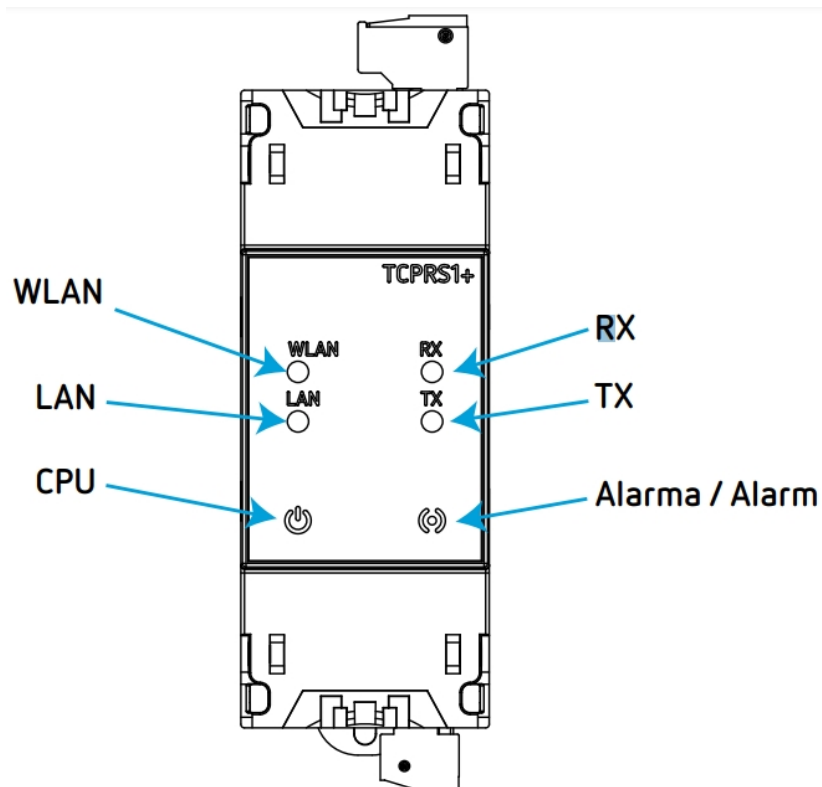 TCPRS1+
WLAN
WLAN
RX
RX
LAN
LAN
TX
TX
CPU
Alarma / Alarm